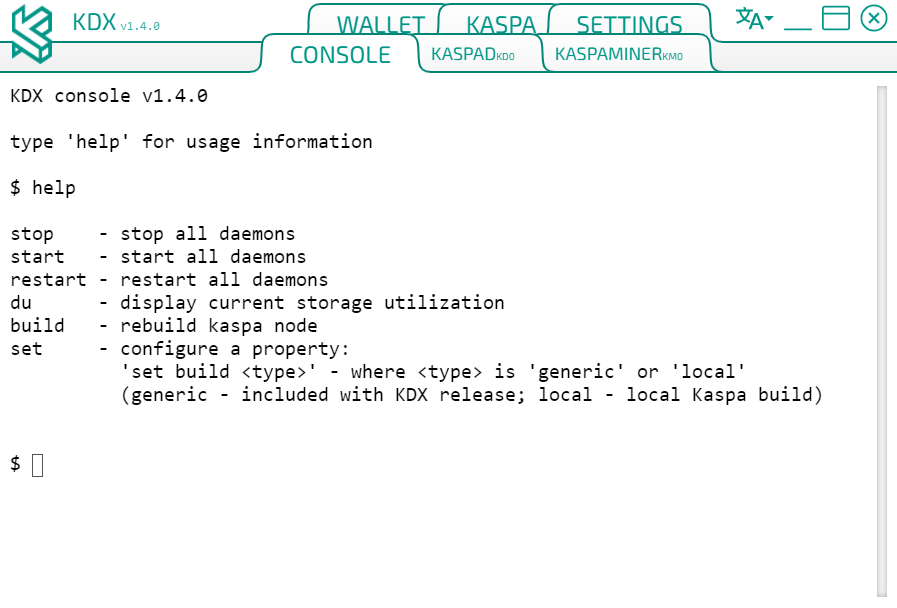 KDX v1.4.0
WALLET KASPA SETTINGS
CONSOLE KASPADKD0 KASPAMINERKM0
KDX console v1.4.0
type 'help' for usage information
$ help
stop    - stop all daemons
start   - start all daemons
restart - restart all daemons
du      - display current storage utilization
build   - rebuild kaspa node
set     - configure a property:
'set build <type>' - where <type> is 'generic' or 'local'
(generic - included with KDX release; local - local Kaspa build)
$